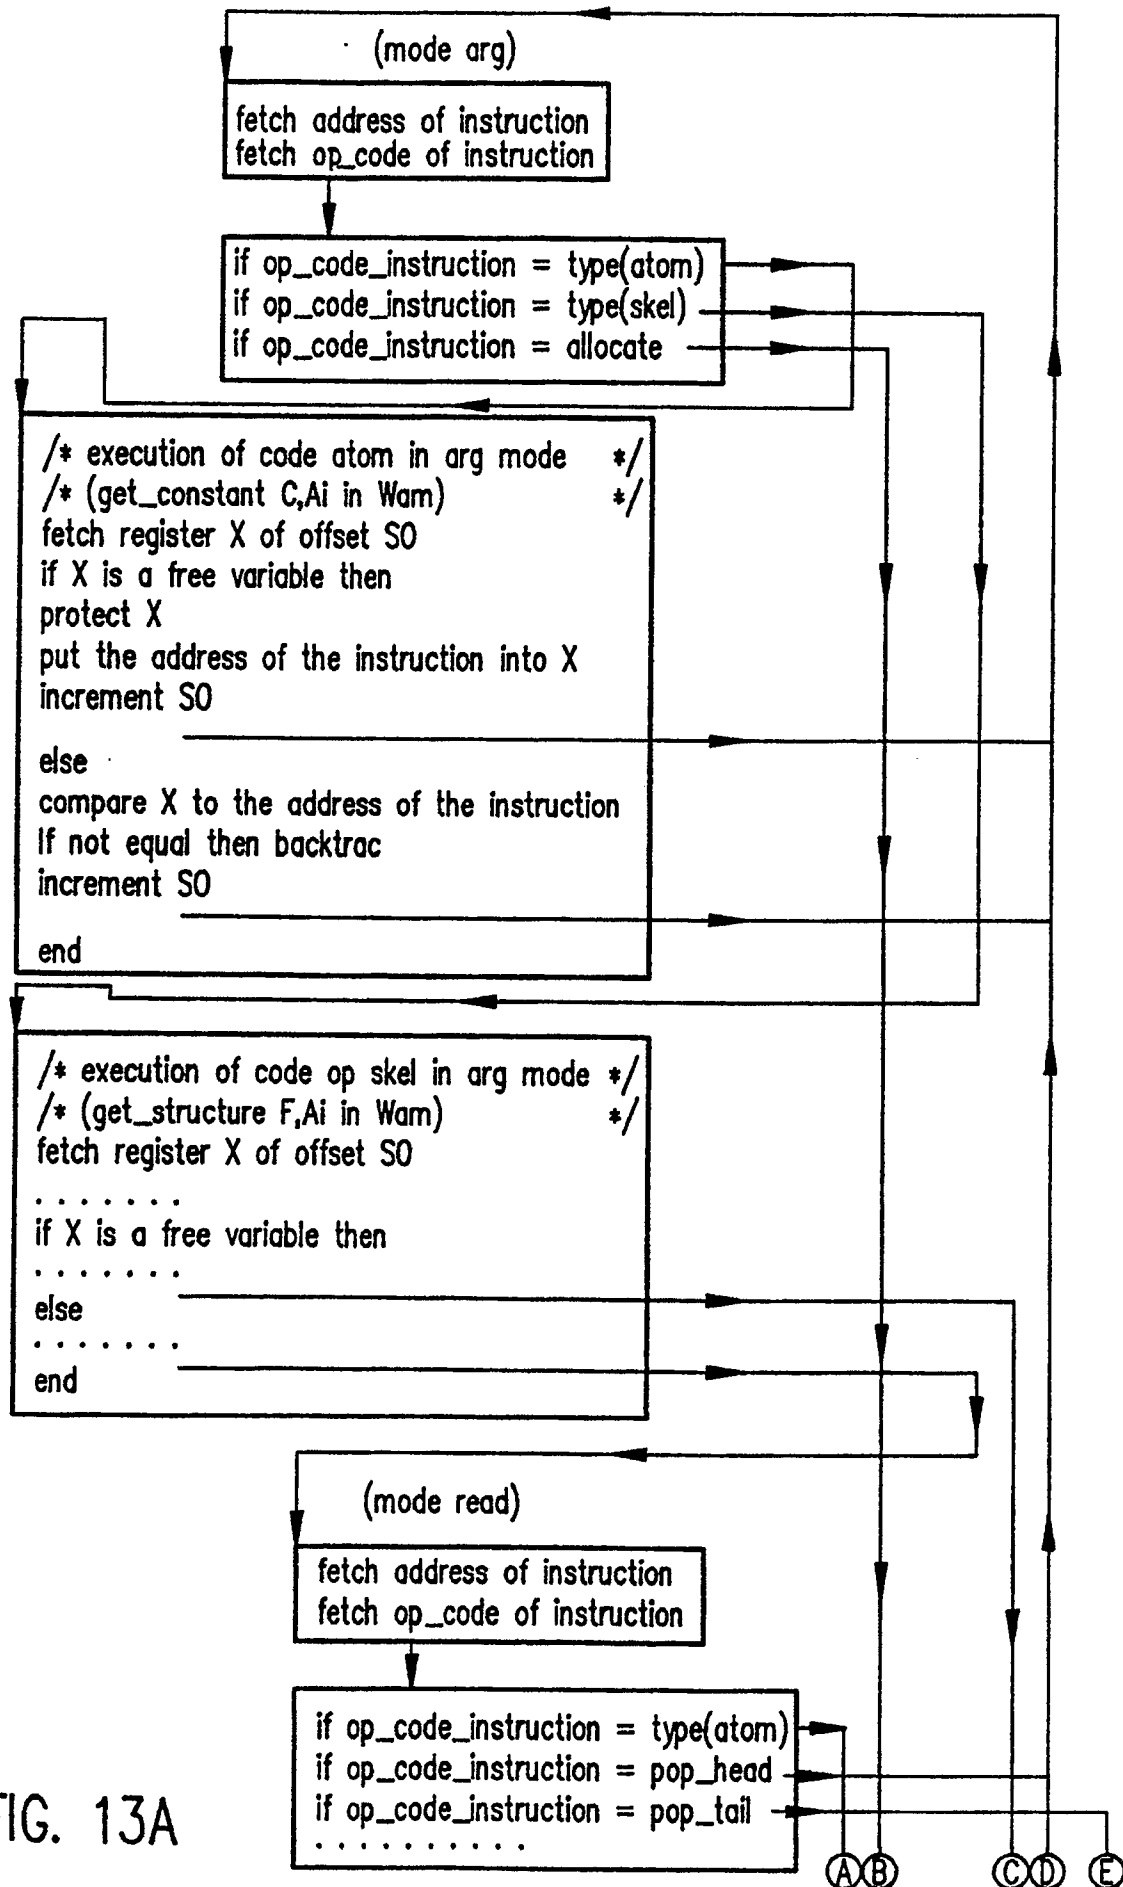 (mode arg)
fetch address of instruction
fetch op_code of instruction
if op_code_instruction = type(atom)
if op_code_instruction = type(skel)
if op_code_instruction = allocate
/* execution of code atom in arg mode */
/* (get_constant C,Ai in Wam) */
fetch register X of offset SO
if X is a free variable then
protect X
put the address of the instruction into X
increment SO
else
compare X to the address of the instruction
If not equal then backtrac
increment SO
end
/* execution of code op skel in arg mode */
/* (get_structure F,Ai in Wam) */
fetch register X of offset SO
. . . . . . .
if X is a free variable then
. . . . . . .
else
. . . . . . .
end
(mode read)
fetch address of instruction
fetch op_code of instruction
if op_code_instruction = type(atom)
if op_code_instruction = pop_head
if op_code_instruction = pop_tail
. . . . . . . . . .
FIG. 13A
A B C D E